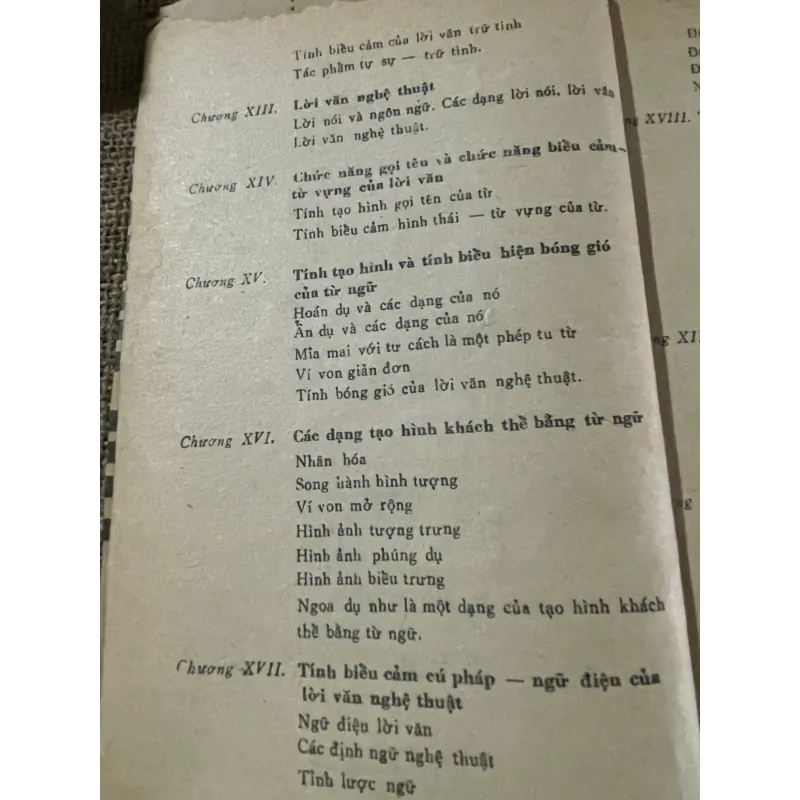 Tính biểu cảm của lời văn trữ tình
Tác phẩm tự sự — trữ tình.
Chương XIII. Lời văn nghệ thuật
Lời nói và ngôn ngữ. Các dạng lời nói, lời văn
Lời văn nghệ thuật.
Chương XIV. Chức năng gọi tên và chức năng biểu cảm-
từ vựng của lời văn
Tính tạo hình gọi tên của từ
Tính biểu cảm hình thái — từ vựng của từ.
Chương XV. Tính tạo hình và tính biểu hiện bóng gió
của từ ngữ
Hoán dụ và các dạng của nó
Ẩn dụ và các dạng của nó
Mỉa mai với tư cách là một phép tu từ
Ví von giản đơn
Tính bóng gió của lời văn nghệ thuật.
Chương XVI. Các dạng tạo hình khách thể bằng từ ngữ
Nhân hóa
Song hành hình tượng
Ví von mở rộng
Hình ảnh tượng trưng
Hình ảnh phúng dụ
Hình ảnh biểu trưng
Ngoa dụ như là một dạng của tạo hình khách
thể bằng từ ngữ.
Chương XVII. Tính biểu cảm cú pháp — ngữ điệu của
lời văn nghệ thuật
Ngữ điệu lời văn
Các định ngữ nghệ thuật
Tỉnh lược ngữ
XVIII.